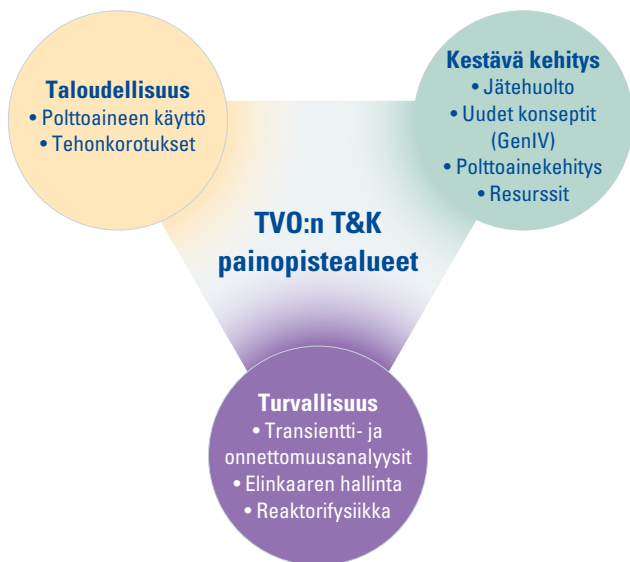 Taloudellisuus
• Polttoaineen käyttö
• Tehonkorotukset
Kestävä kehitys
• Jätehuolto
• Uudet konseptit
(GenIV)
• Polttoainekehitys
• Resurssit
TVO:n T&K
painopistealueet
Turvallisuus
• Transientti- ja
onnettomuusanalyysit
• Elinkaaren hallinta
• Reaktorifysiikka